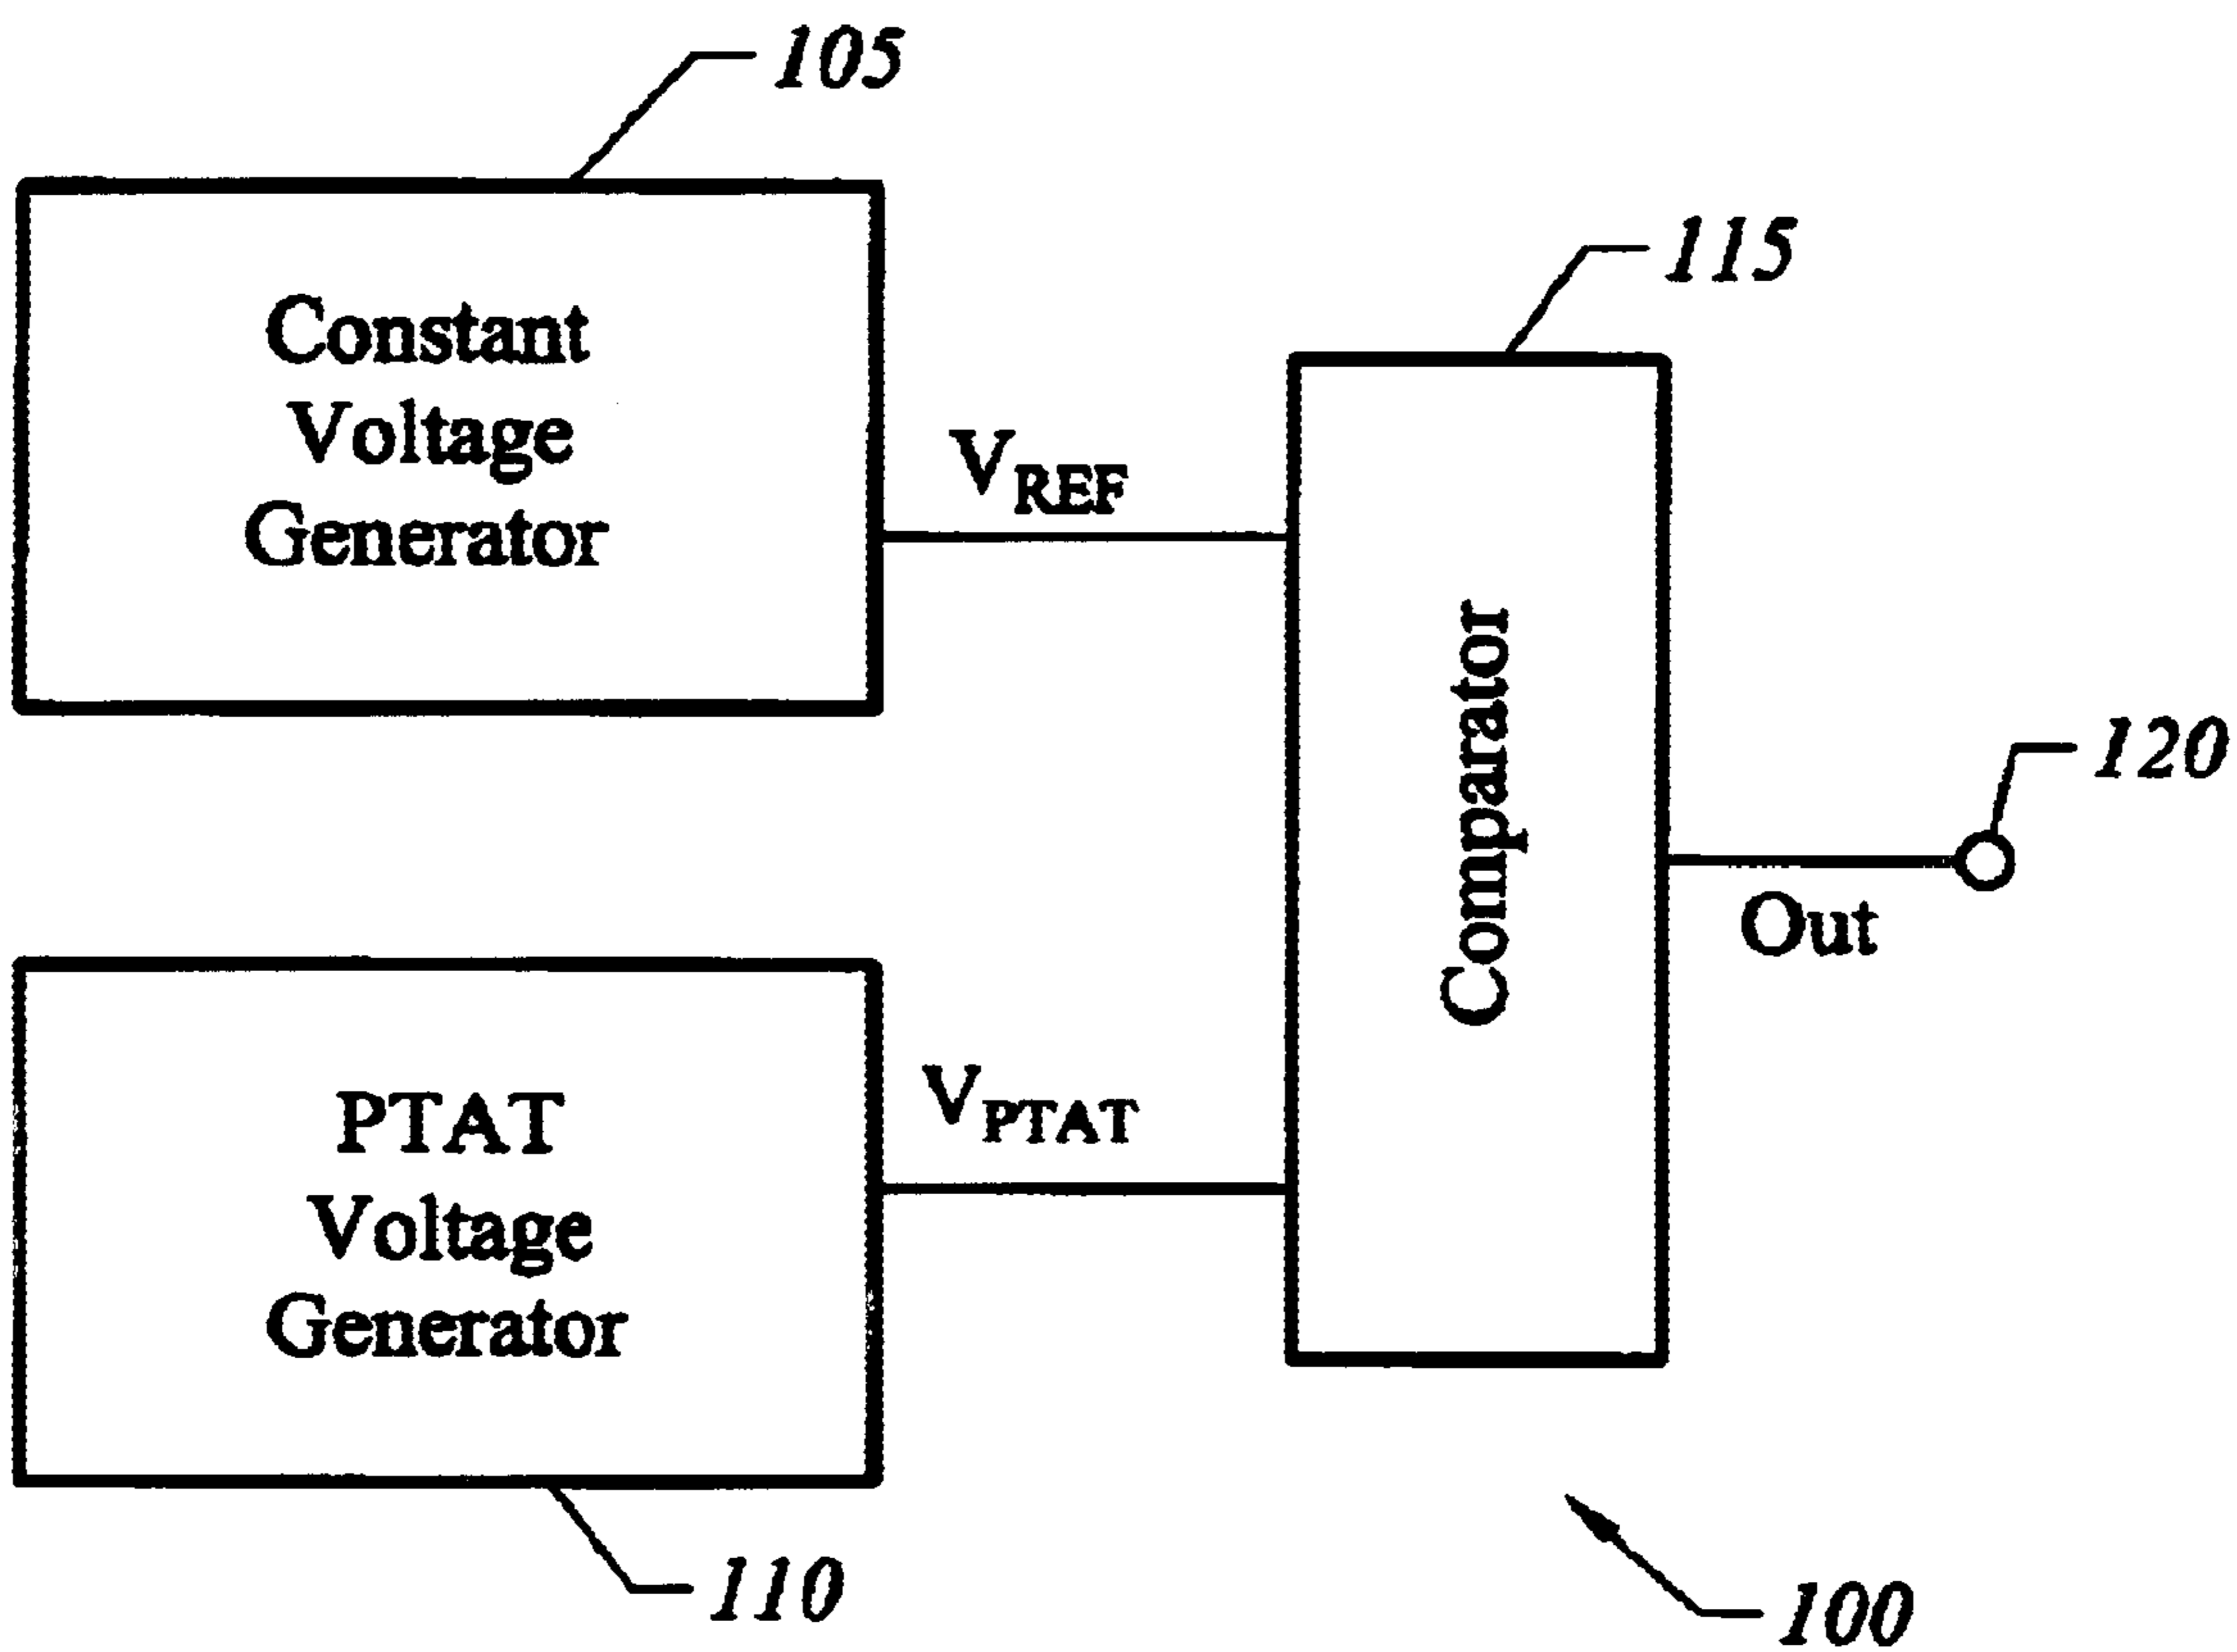 105
115
Constant
Voltage
Generator
VREF
Comparator
120
Out
PTAT
Voltage
Generator
VPTAT
110
100